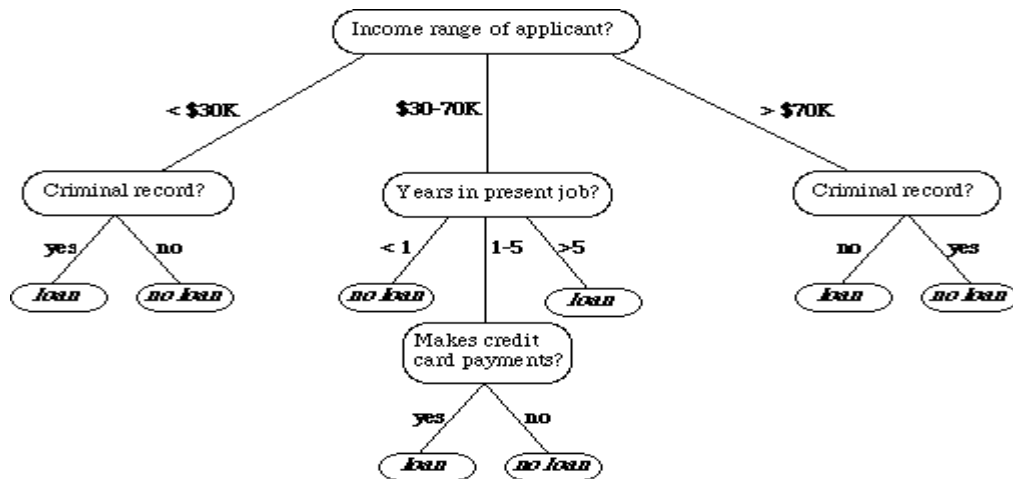 Income range of applicant?
< $30K
$30-70K
> $70K
Criminal record?
Years in present job?
Criminal record?
yes
no
< 1
1-5
>5
no
yes
loan
no loan
no loan
loan
loan
no loan
Makes credit
card payments?
yes
no
loan
no loan